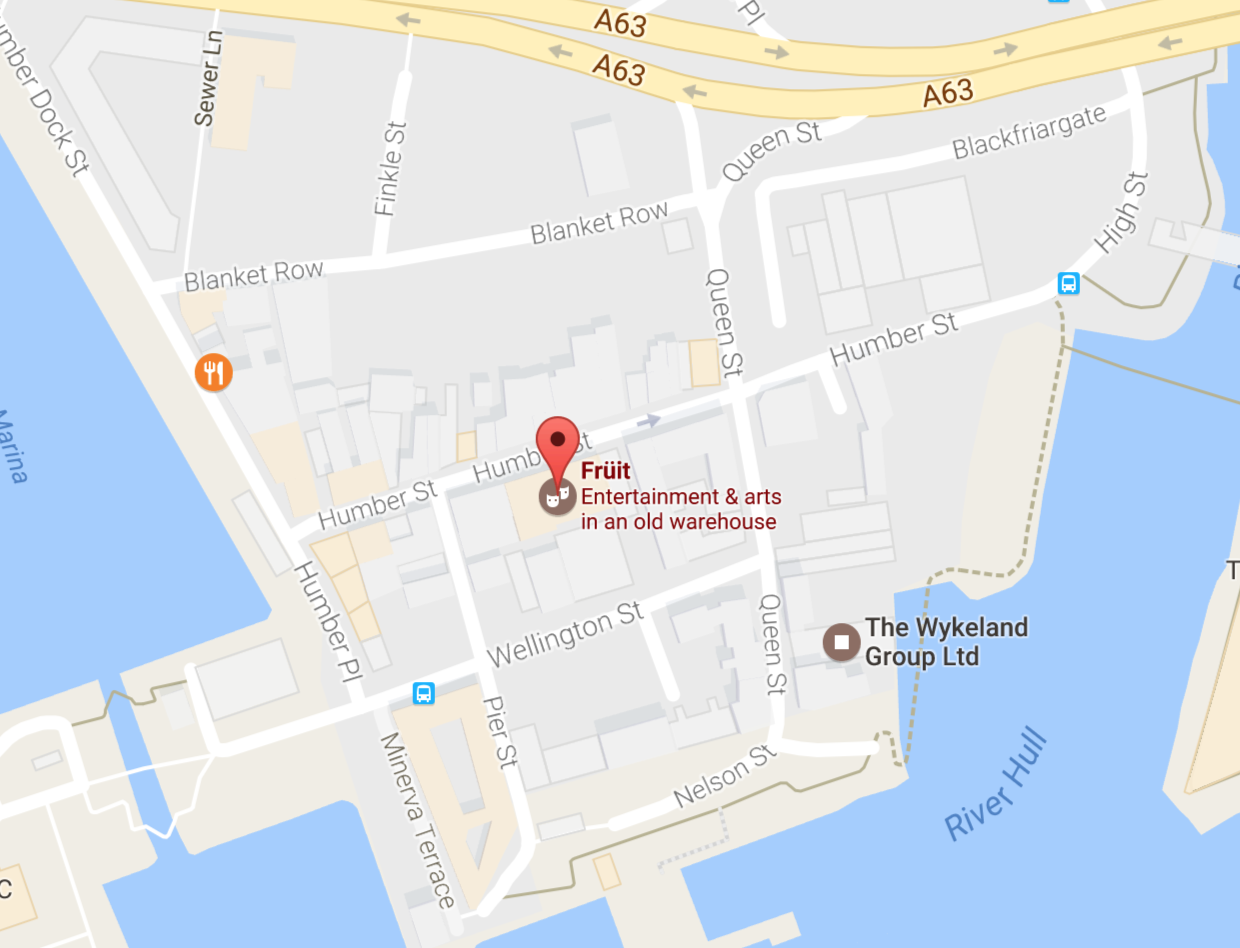 A63
Pl
A63
A63
Sewer Ln
Dock St
Finkle St
Queen St
Blackfriargate
Blanket Row
High St
Blanket Row
Queen St
Humber St
Marina
Humber St
Früit
Entertainment & arts
in an old warehouse
Humber Pl
Wellington St
Queen St
The Wykeland
Group Ltd
Pier St
Minerva Terrace
Nelson St
River Hull